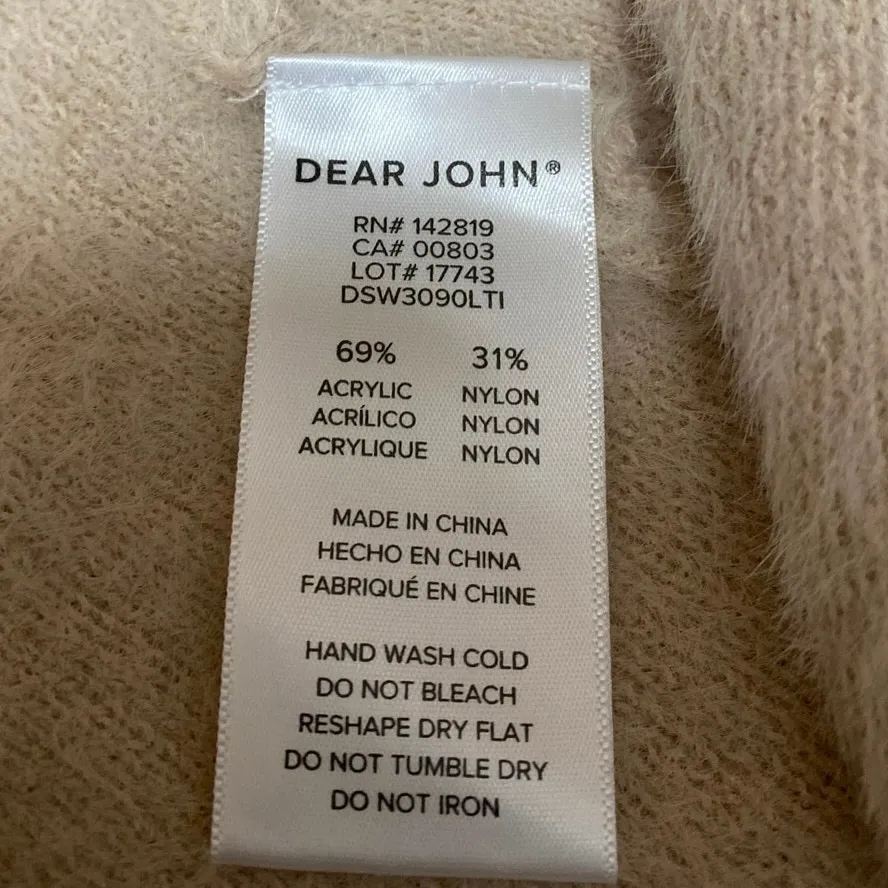 DEAR JOHN®
RN# 142819
CA# 00803
LOT# 17743
DSW3090LTI
69% 31%
ACRYLIC NYLON
ACRÍLICO NYLON
ACRYLIQUE NYLON
MADE IN CHINA
HECHO EN CHINA
FABRIQUÉ EN CHINE
HAND WASH COLD
DO NOT BLEACH
RESHAPE DRY FLAT
DO NOT TUMBLE DRY
DO NOT IRON